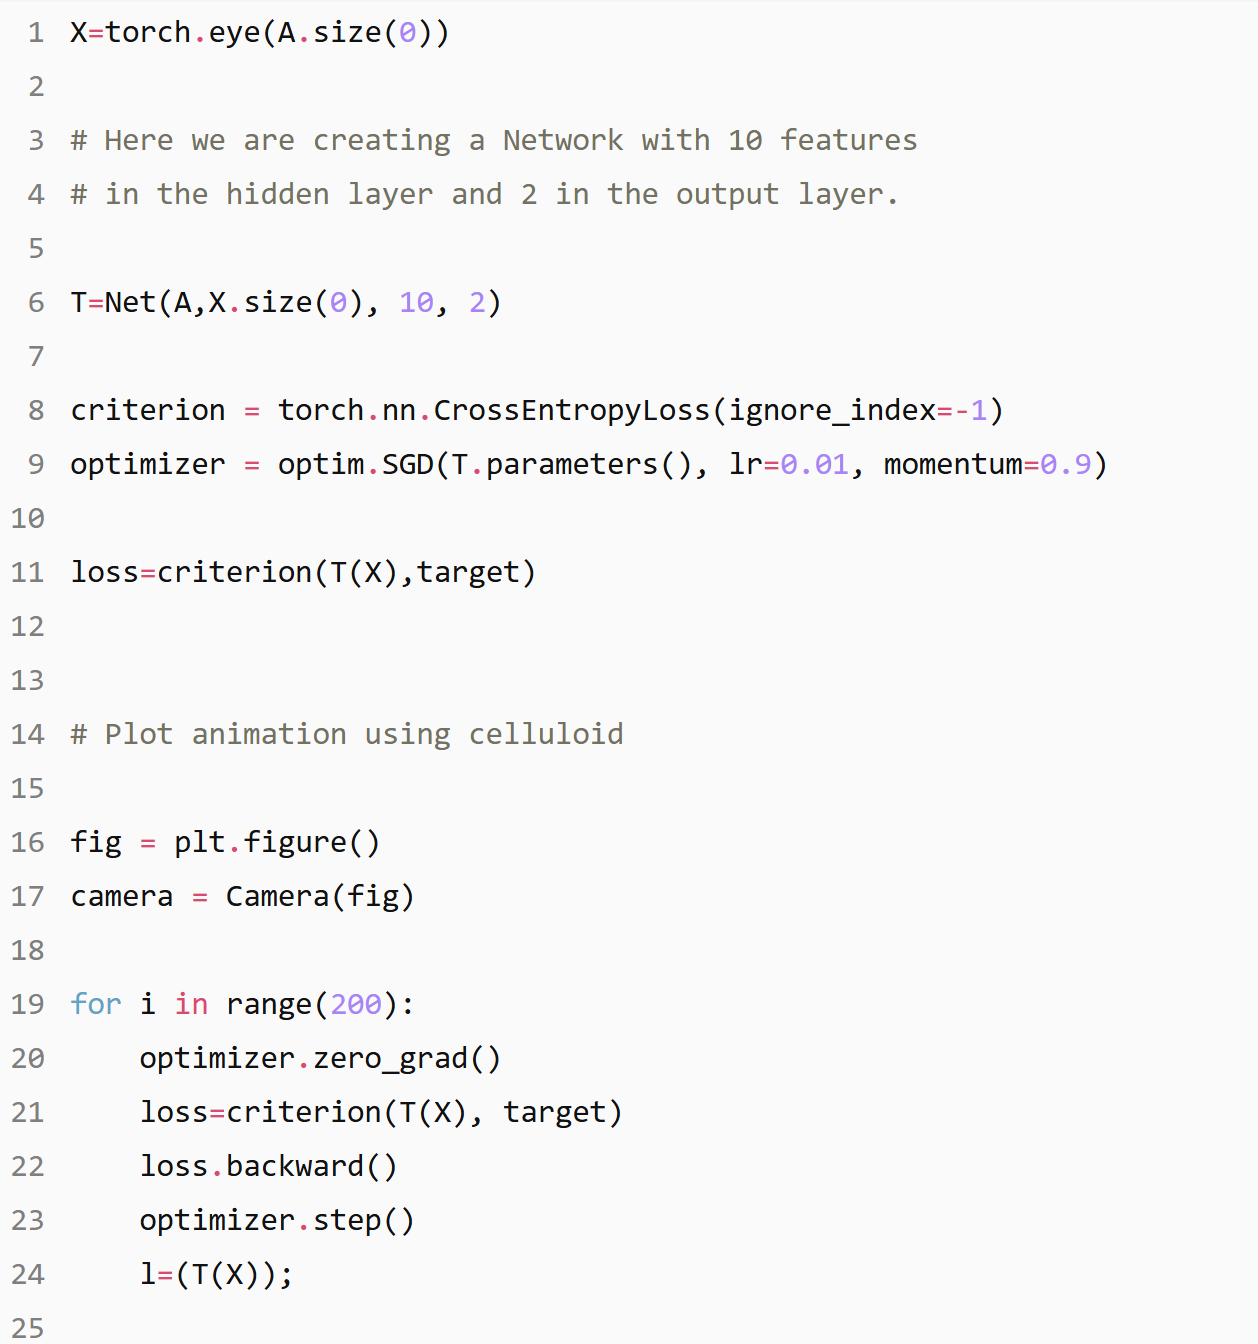 1 X=torch.eye(A.size(0))
2
3 # Here we are creating a Network with 10 features
4 # in the hidden layer and 2 in the output layer.
5
6 T=Net(A,X.size(0), 10, 2)
7
8 criterion = torch.nn.CrossEntropyLoss(ignore_index=-1)
9 optimizer = optim.SGD(T.parameters(), lr=0.01, momentum=0.9)
10
11 loss=criterion(T(X),target)
12
13
14 # Plot animation using celluloid
15
16 fig = plt.figure()
17 camera = Camera(fig)
18
19 for i in range(200):
20     optimizer.zero_grad()
21     loss=criterion(T(X), target)
22     loss.backward()
23     optimizer.step()
24     l=(T(X));
25